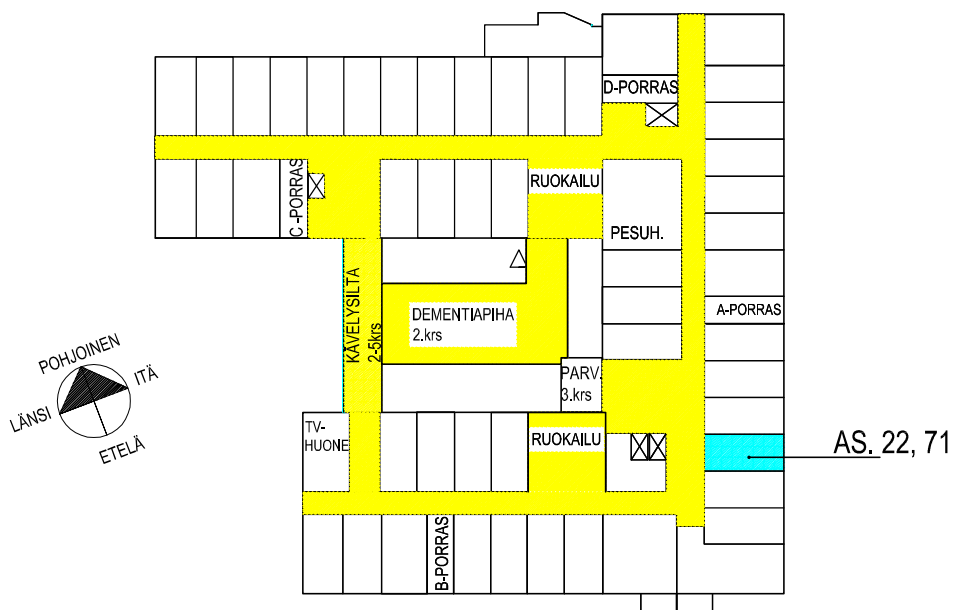 D-PORRAS
C-PORRAS
RUOKAILU
PESUH.
KÄVELYSILTA
2-5krs
DEMENTIAPIHA
2.krs
A-PORRAS
POHJOINEN
ITÄ
LÄNSI
ETELÄ
PARV.
3.krs
TV-
HUONE
RUOKAILU
AS. 22, 71
B-PORRAS